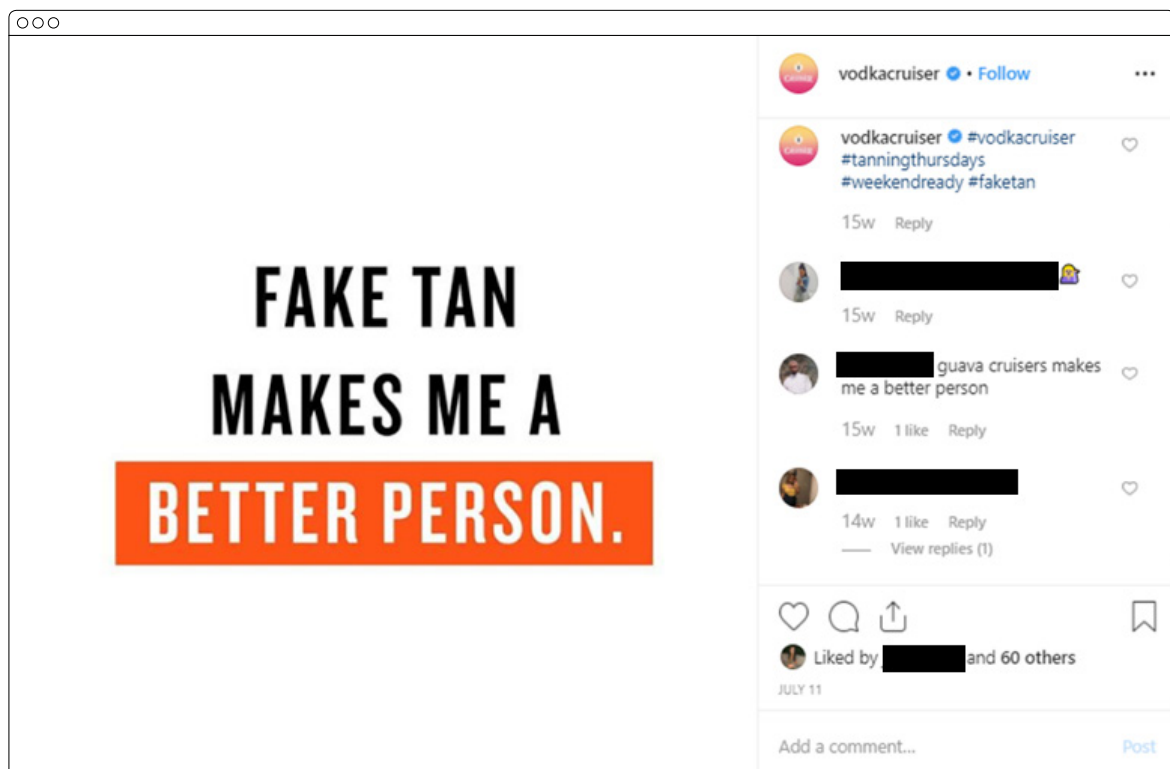 FAKE TAN
MAKES ME A
BETTER PERSON.
vodkacruiser • Follow
vodkacruiser #vodkacruiser
#tanningthursdays
#weekendready #faketan
15w Reply
15w Reply
guava cruisers makes
me a better person
15w 1 like Reply
14w 1 like Reply
View replies (1)
Liked by and 60 others
JULY 11
Add a comment...
Post